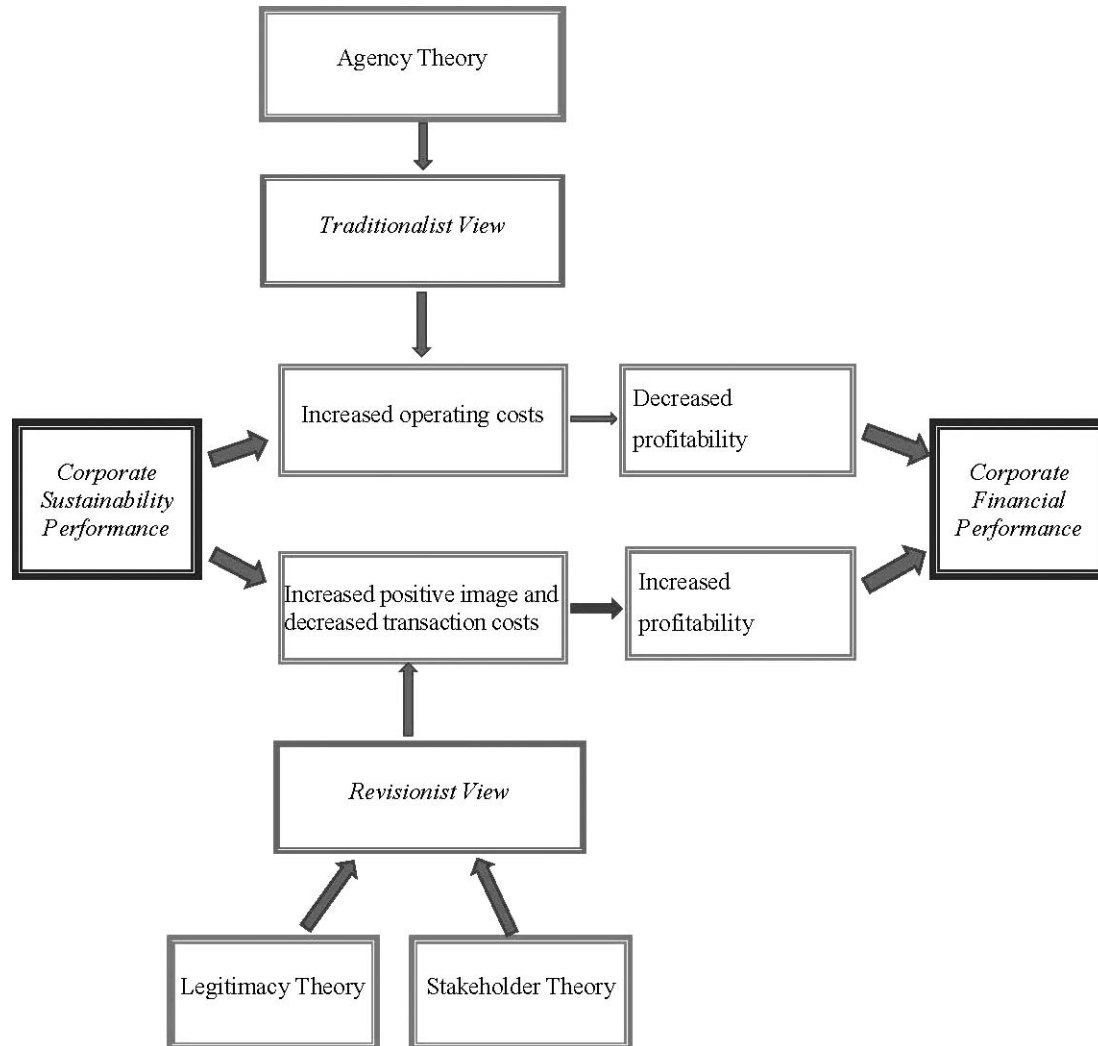 Agency Theory
Traditionalist View
Increased operating costs
Decreased
profitability
Corporate
Sustainability
Performance
Corporate
Financial
Performance
Increased positive image and
decreased transaction costs
Increased
profitability
Revisionist View
Legitimacy Theory
Stakeholder Theory